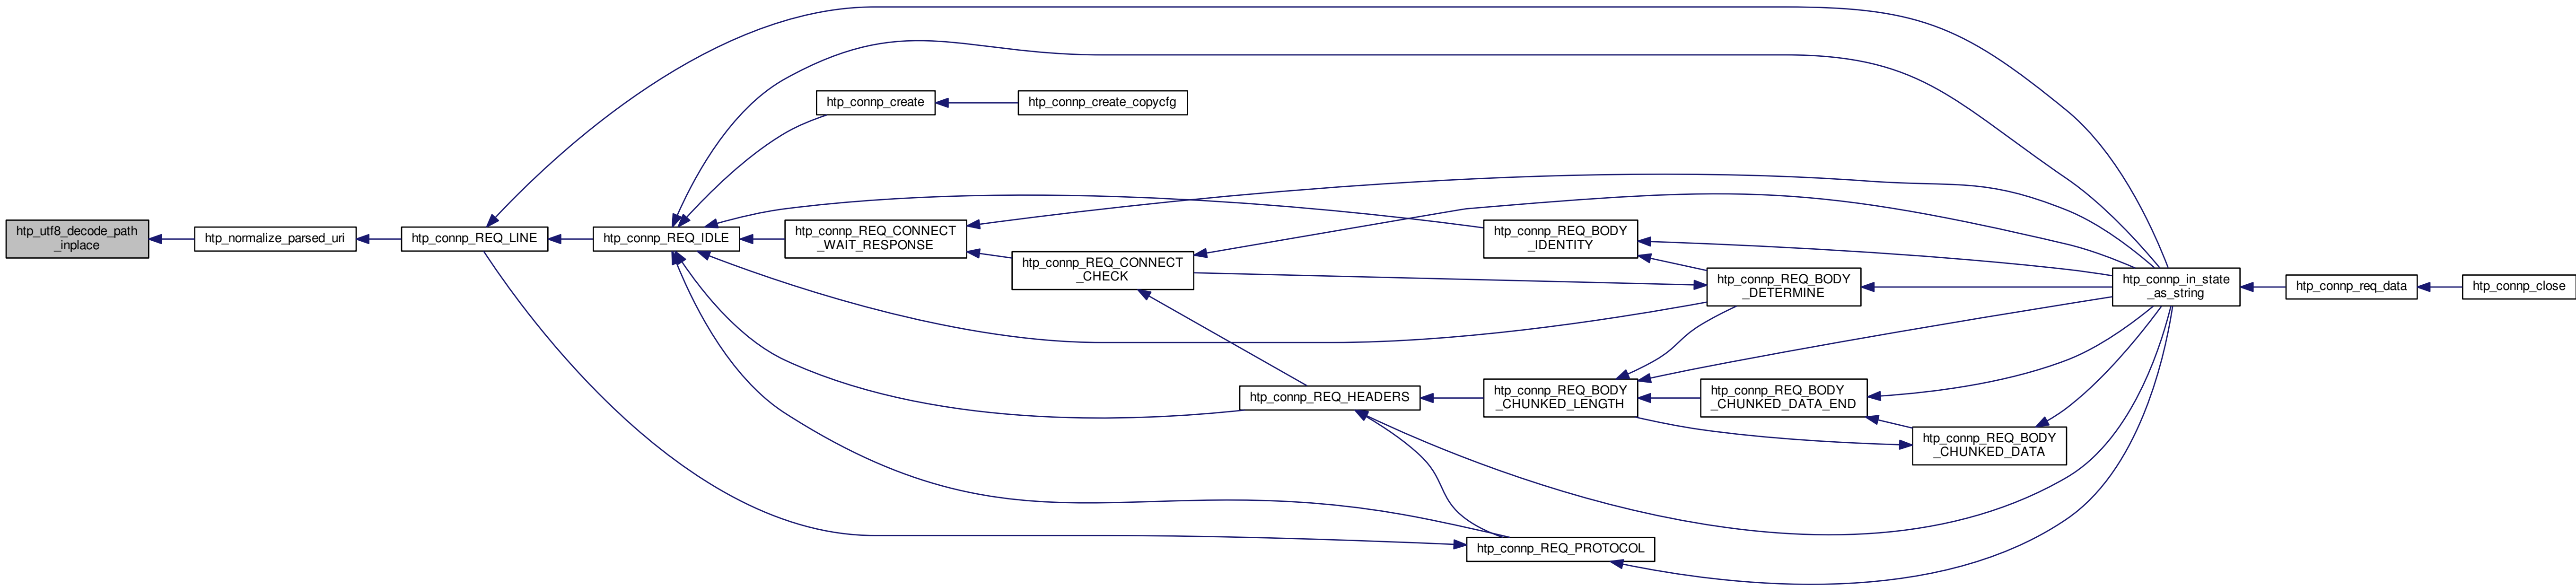 htp_utf8_decode_path
_inplace
htp_normalize_parsed_uri
htp_connp_REQ_LINE
htp_connp_REQ_IDLE
htp_connp_create
htp_connp_create_copycfg
htp_connp_REQ_CONNECT
_WAIT_RESPONSE
htp_connp_REQ_CONNECT
_CHECK
htp_connp_REQ_HEADERS
htp_connp_REQ_BODY
_IDENTITY
htp_connp_REQ_BODY
_DETERMINE
htp_connp_REQ_BODY
_CHUNKED_LENGTH
htp_connp_REQ_BODY
_CHUNKED_DATA_END
htp_connp_REQ_BODY
_CHUNKED_DATA
htp_connp_REQ_PROTOCOL
htp_connp_in_state
_as_string
htp_connp_req_data
htp_connp_close